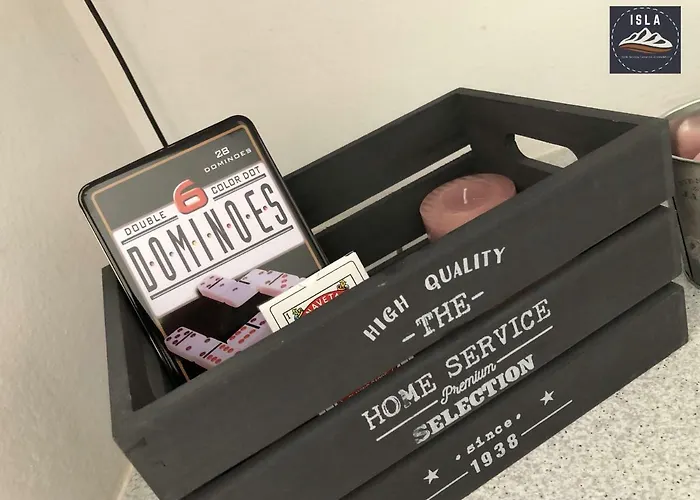 ISLA
28
DOMINOES
DOUBLE 6 COLOR DOT
DOMINOES
HIGH QUALITY
-THE-
HOME SERVICE
Premium
SELECTION
• since •
1938